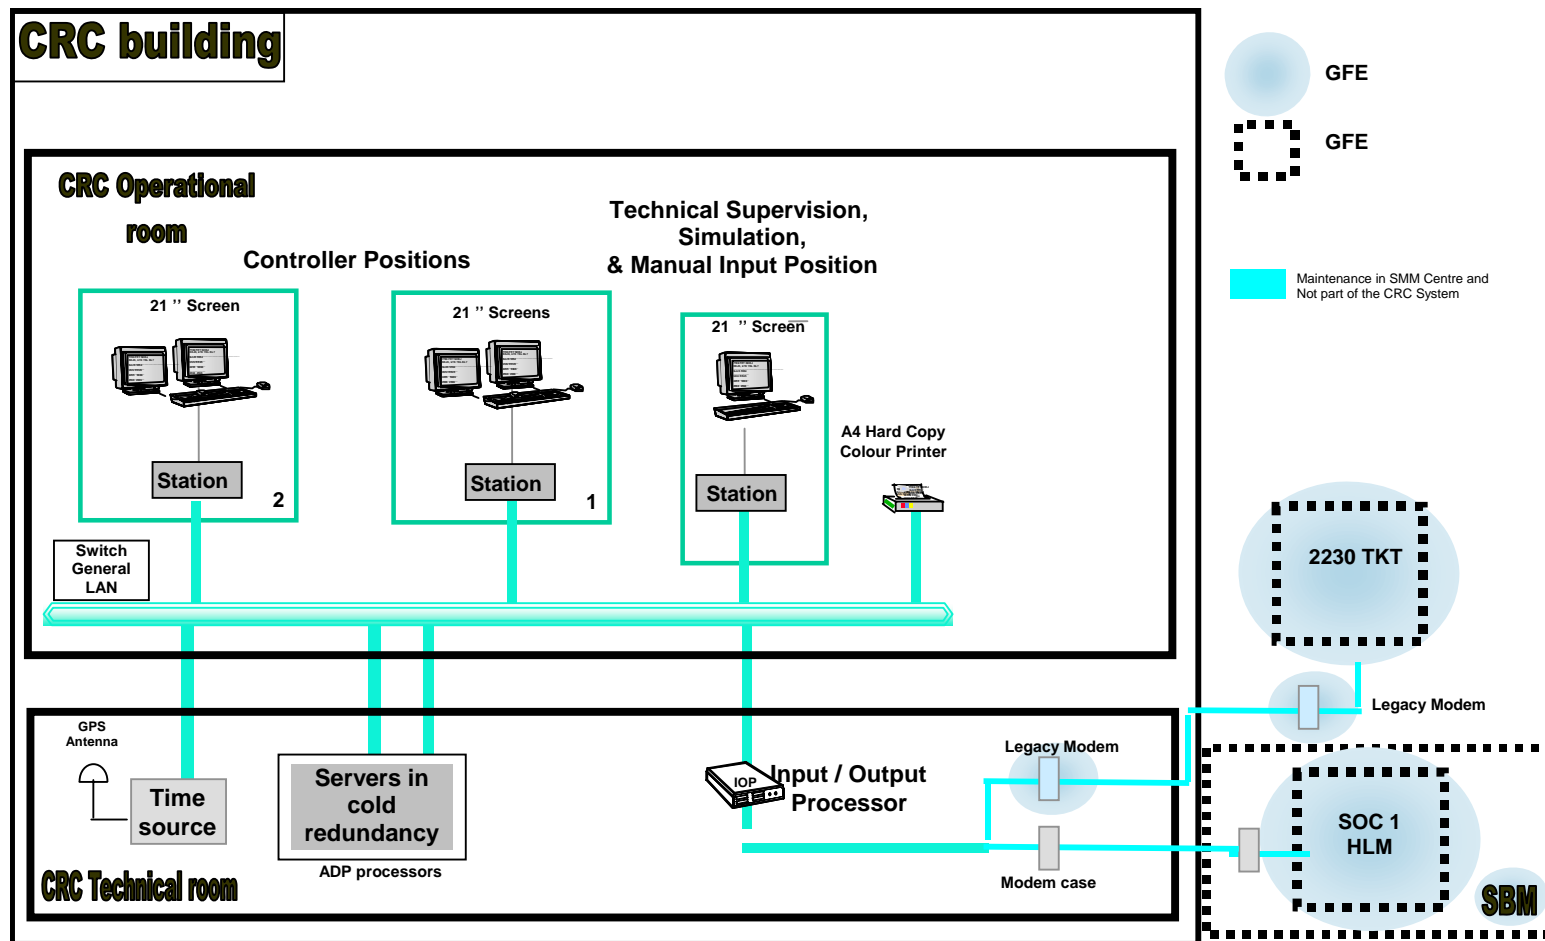 CRC building
GFE
GFE
CRC Operational
room
Technical Supervision,
Simulation,
& Manual Input Position
Controller Positions
Maintenance in SMM Centre and
Not part of the CRC System
21 '' Screen
21 '' Screens
21 '' Screen
A4 Hard Copy
Colour Printer
Station
2
Station
1
Station
Switch
General
LAN
2230 TKT
Legacy Modem
GPS
Antenna
Time
source
Servers in
cold
redundancy
ADP processors
IOP
Input / Output
Processor
Legacy Modem
Modem case
SOC 1
HLM
SBM
CRC Technical room